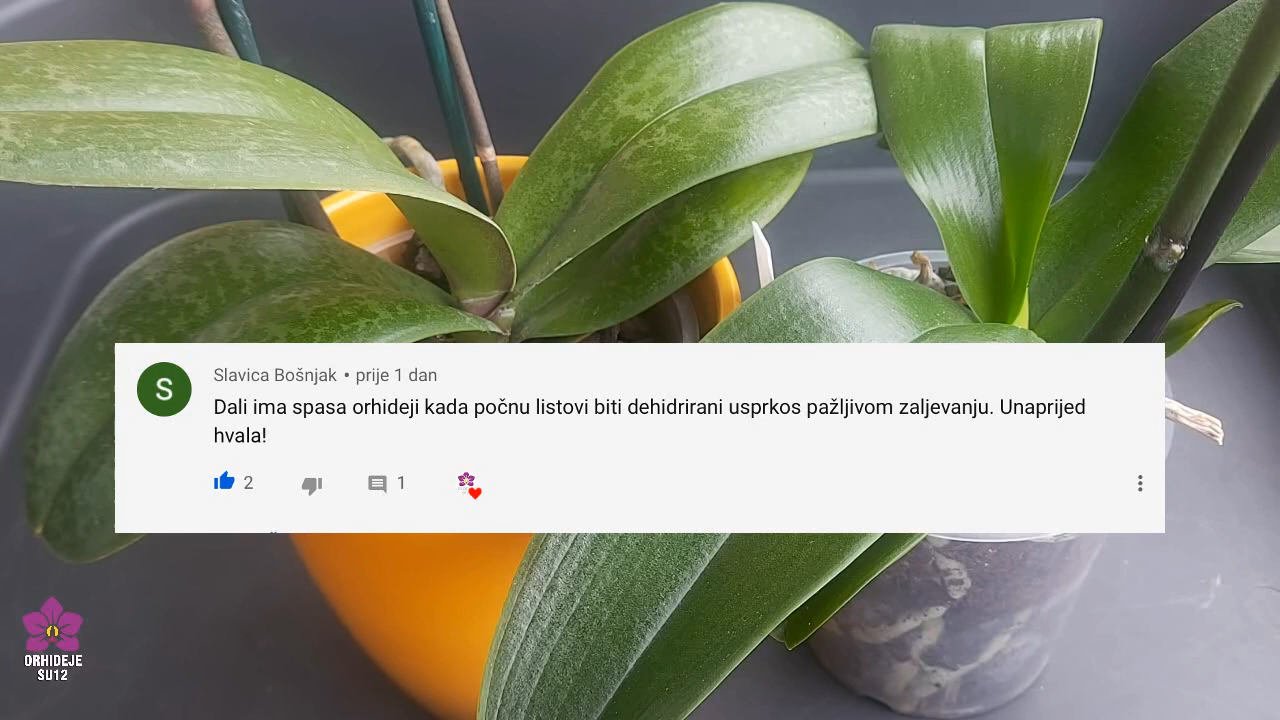 S
Slavica Bošnjak • prije 1 dan
Dali ima spasa orhideji kada počnu listovi biti dehidrirani usprkos pažljivom zaljevanju. Unaprijed
hvala!
2 1
ORHIDEJE
SU12